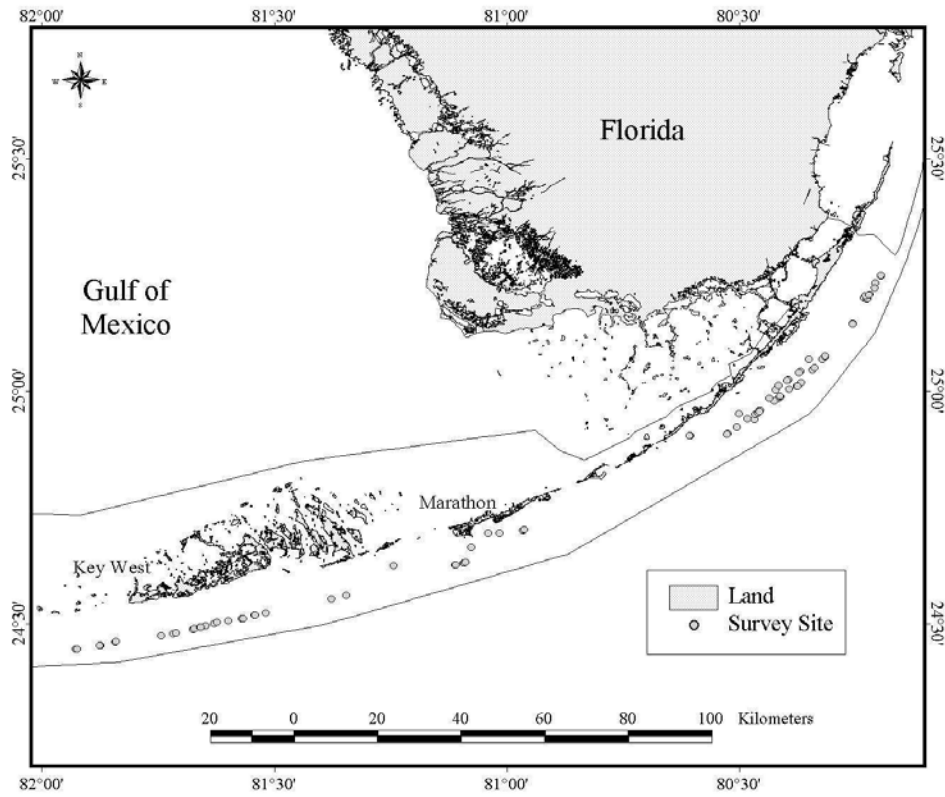 82°00' 81°30' 81°00' 80°30'
N
W E
S
Florida
25°30' 25°30'
Gulf of
Mexico
25°00' 25°00'
Marathon
Key West
Land
Survey Site
24°30' 24°30'
20 0 20 40 60 80 100 Kilometers
82°00' 81°30' 81°00' 80°30'